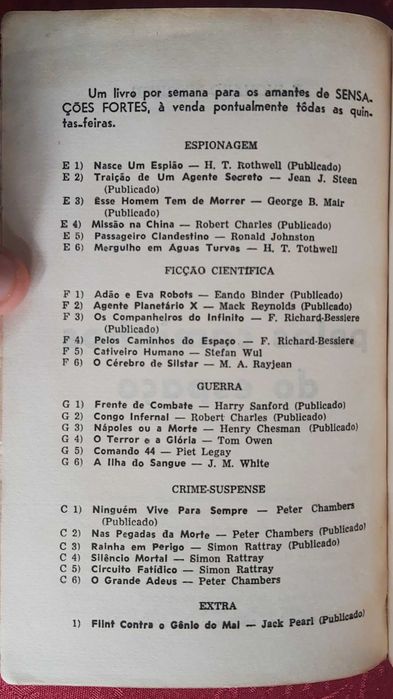 Um livro por semana para os amantes de SENSA-
ÇÕES FORTES, à venda pontualmente tôdas as quin-
tas-feiras.
ESPIONAGEM
E 1) Nasce Um Espião — H. T. Rothwell (Publicado)
E 2) Traição de Um Agente Secreto — Jean J. Steen
(Publicado)
E 3) Êsse Homem Tem de Morrer — George B. Mair
(Publicado)
E 4) Missão na China — Robert Charles (Publicado)
E 5) Passageiro Clandestino — Ronald Johnston
E 6) Mergulho em Aguas Turvas — H. T. Tothwell
FICÇÃO CIENTÍFICA
F 1) Adão e Eva Robots — Eando Binder (Publicado)
F 2) Agente Planetário X — Mack Reynolds (Publicado)
F 3) Os Companheiros do Infinito — F. Richard-Bessiere
(Publicado)
F 4) Pelos Caminhos do Espaço — F. Richard-Bessiere
F 5) Cativeiro Humano — Stefan Wul
F 6) O Cérebro de Silstar — M. A. Rayjean
GUERRA
G 1) Frente de Combate — Harry Sanford (Publicado)
G 2) Congo Infernal — Robert Charles (Publicado)
G 3) Nápoles ou a Morte — Henry Chesman (Publicado)
G 4) O Terror e a Glória — Tom Owen
G 5) Comando 44 — Piet Legay
G 6) A Ilha do Sangue — J. M. White
CRIME-SUSPENSE
C 1) Ninguém Vive Para Sempre — Peter Chambers
(Publicado)
C 2) Nas Pegadas da Morte — Peter Chambers (Publicado)
C 3) Rainha em Perigo — Simon Rattray (Publicado)
C 4) Silêncio Mortal — Simon Rattray
C 5) Circuito Fatídico — Simon Rattray
C 6) O Grande Adeus — Peter Chambers
EXTRA
1) Flint Contra o Gênio do Mal — Jack Pearl (Publicado)